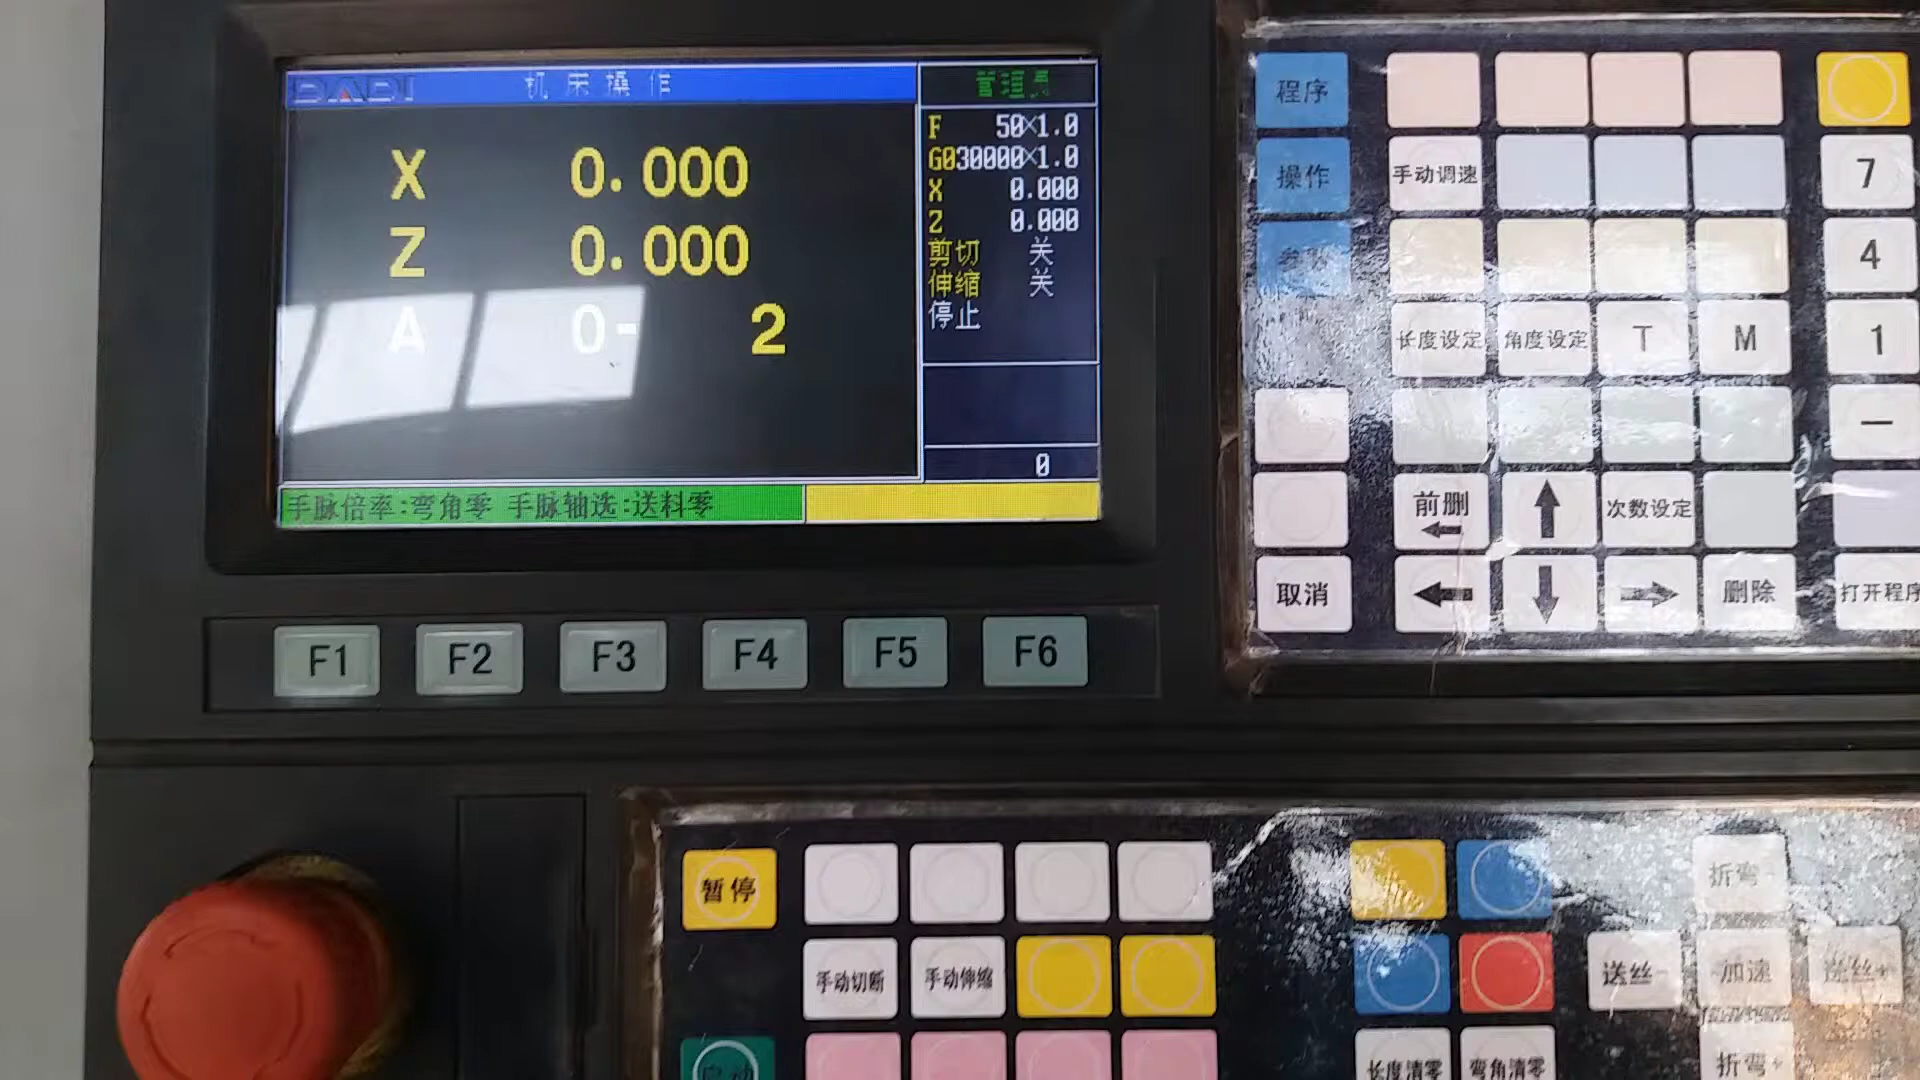 DADI 机床操作 管理员
X 0.000
Z 0.000
A 0- 2
F 50×1.0
G030000×1.0
X 0.000
Z 0.000
剪切 关
伸缩 关
停止
0
手脉倍率:弯角零 手脉轴选:送料零
F1 F2 F3 F4 F5 F6
程序
操作 手动调速 7
4
长度设定 角度设定 T M 1
前删 次数设定
取消 删除 打开程序
暂停
手动切断 手动伸缩
启动
折弯-
送丝- 加速 送丝+
长度清零 弯角清零 折弯+